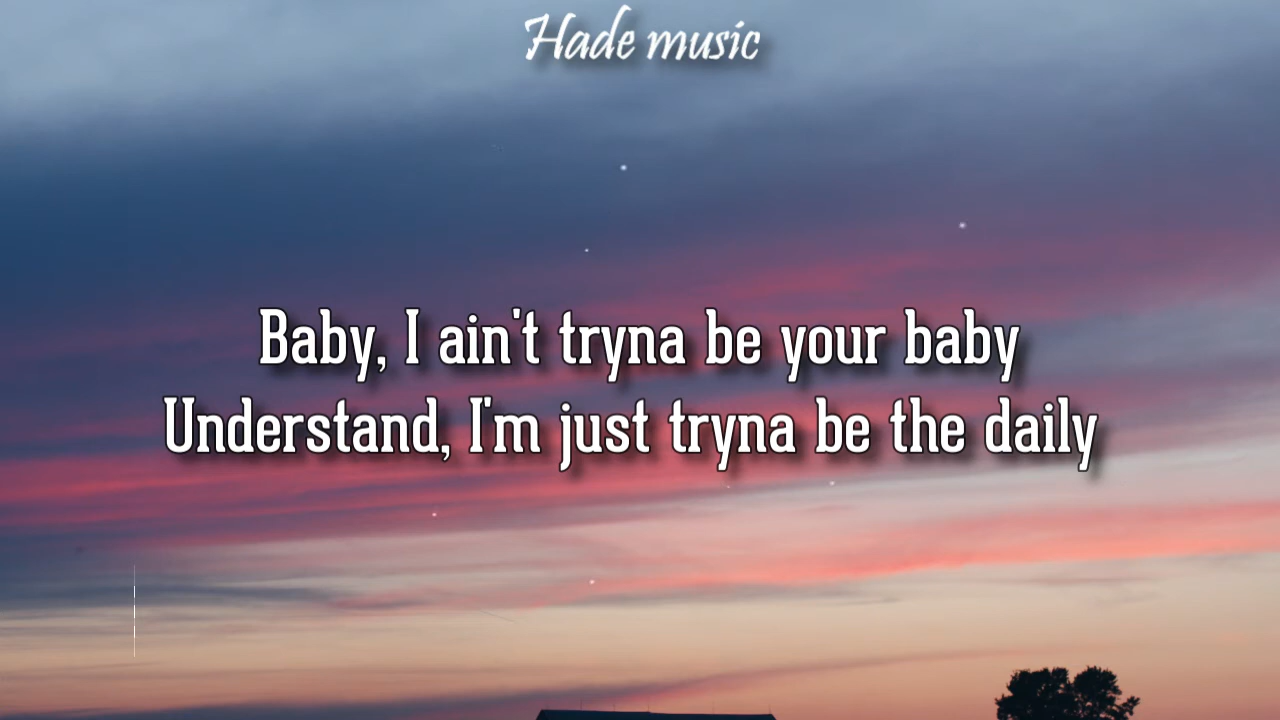 Hade music
Baby, I ain't tryna be your baby
Understand, I'm just tryna be the daily